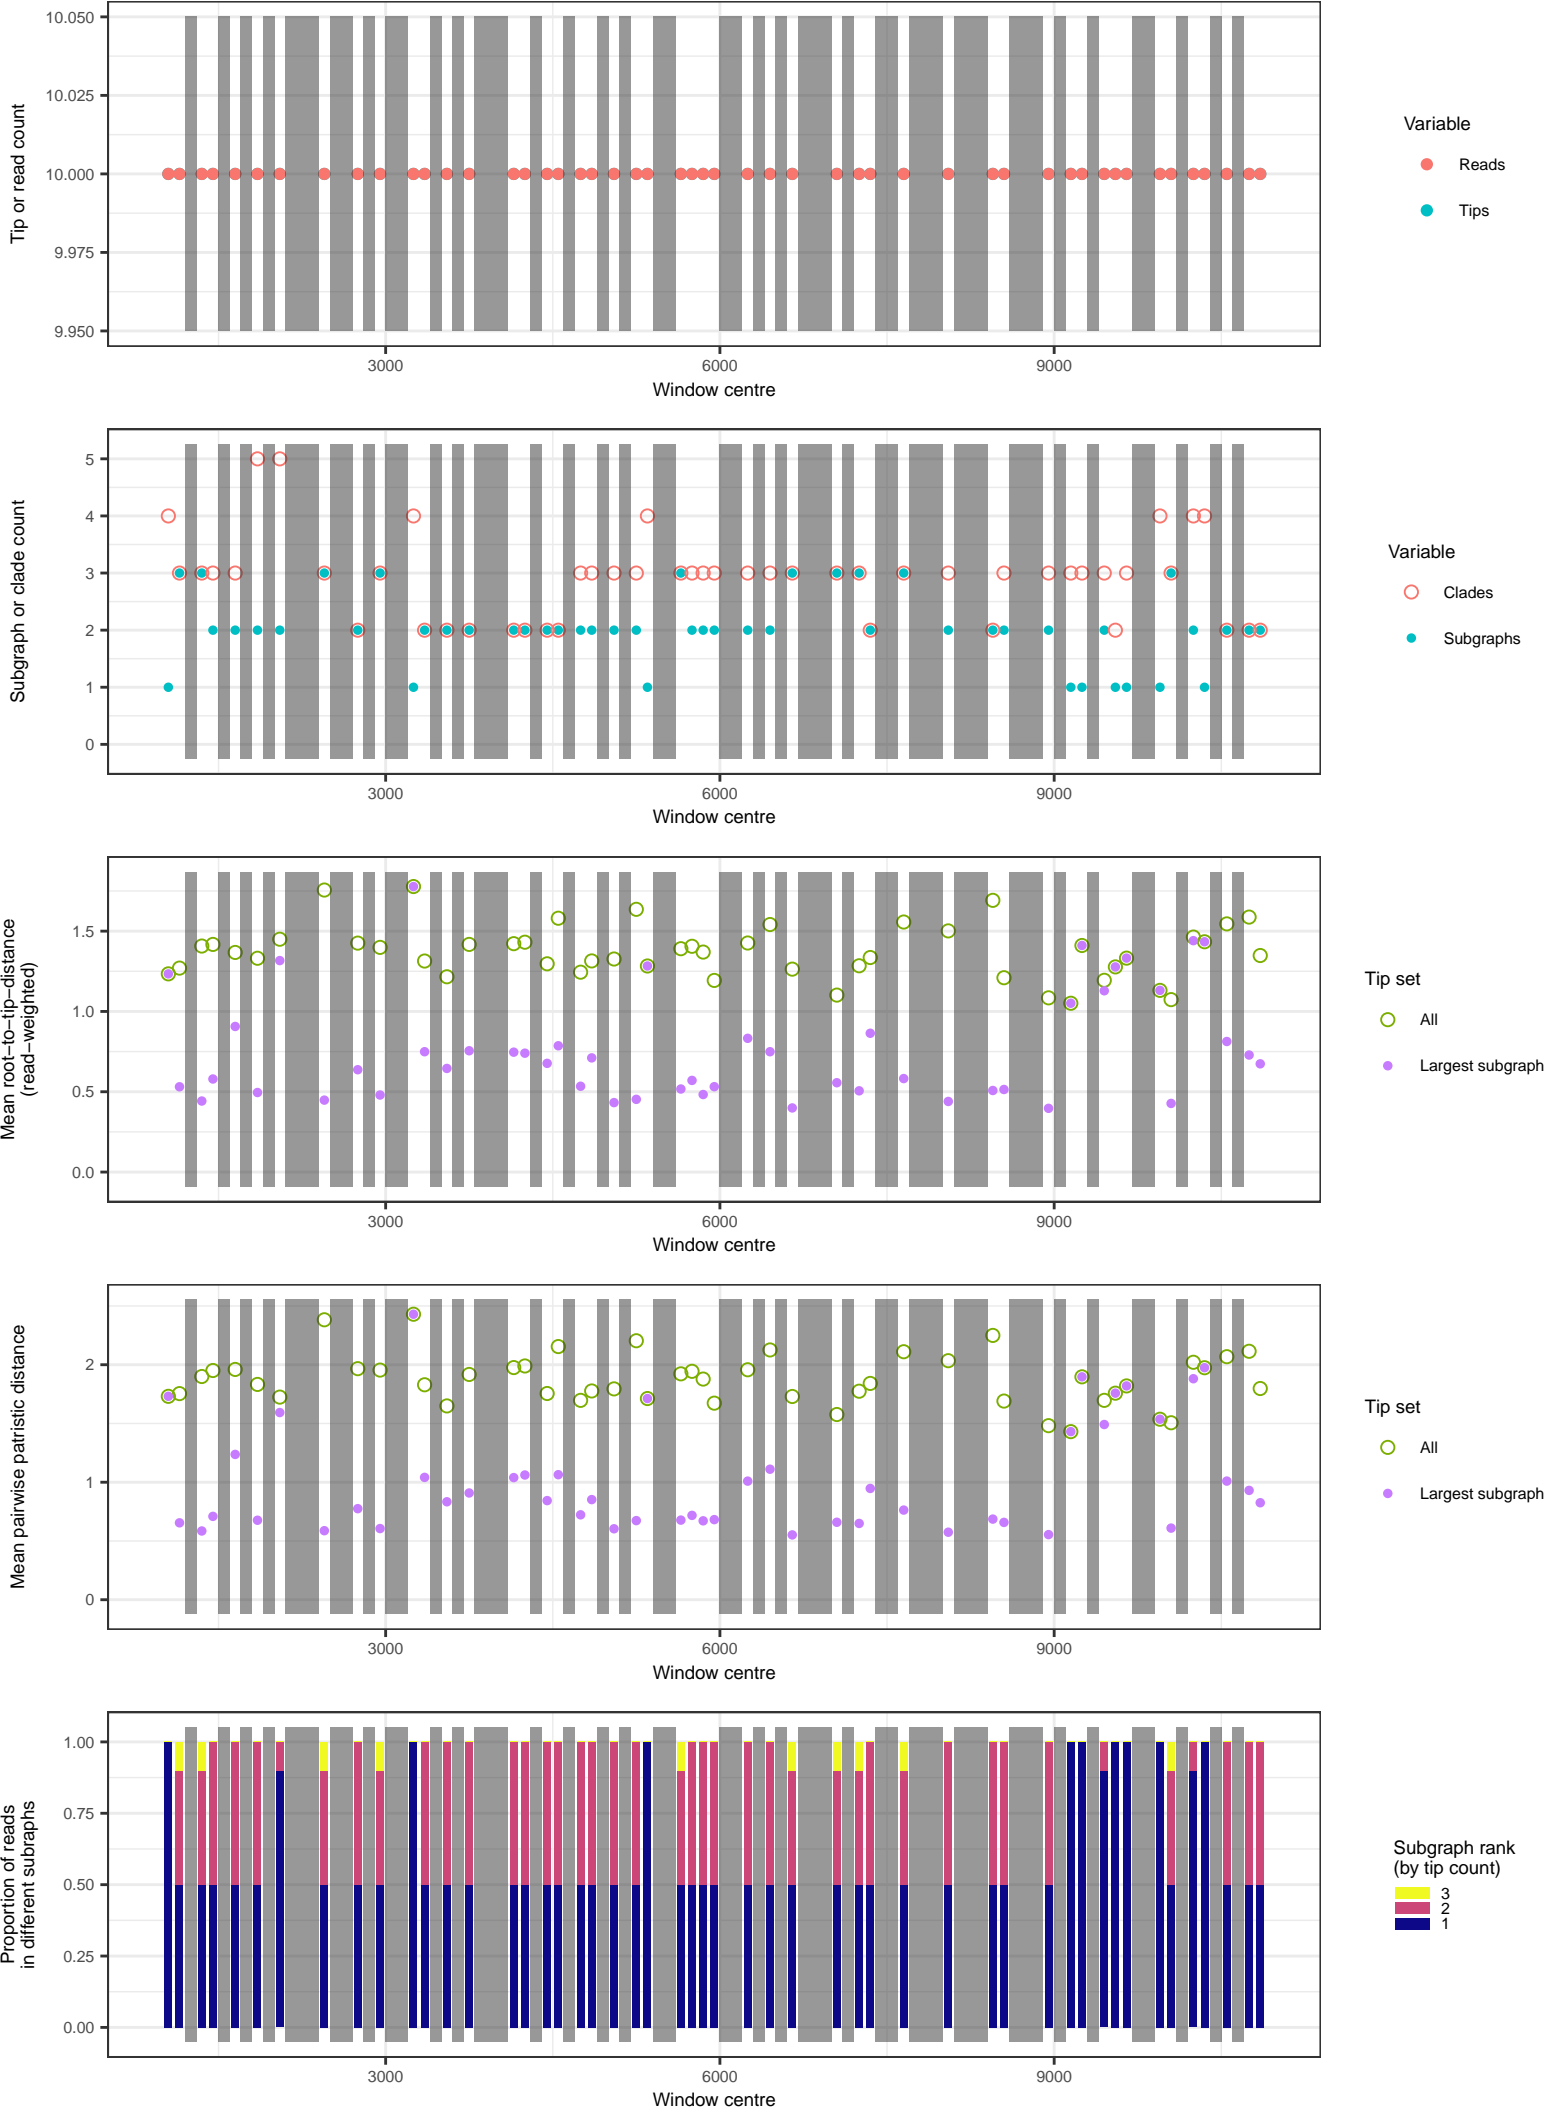 10.050
10.025
10.000
9.975
9.950
Tip or read count
3000 6000 9000
Window centre
Variable
Reads
Tips
5
4
3
2
1
0
Subgraph or clade count
3000 6000 9000
Window centre
Variable
Clades
Subgraphs
1.5
1.0
0.5
0.0
Mean root−to−tip−distance
(read−weighted)
3000 6000 9000
Window centre
Tip set
All
Largest subgraph
2
1
0
Mean pairwise patristic distance
3000 6000 9000
Window centre
Tip set
All
Largest subgraph
1.00
0.75
0.50
0.25
0.00
Proportion of reads
in different subraphs
3000 6000 9000
Window centre
Subgraph rank
(by tip count)
3
2
1